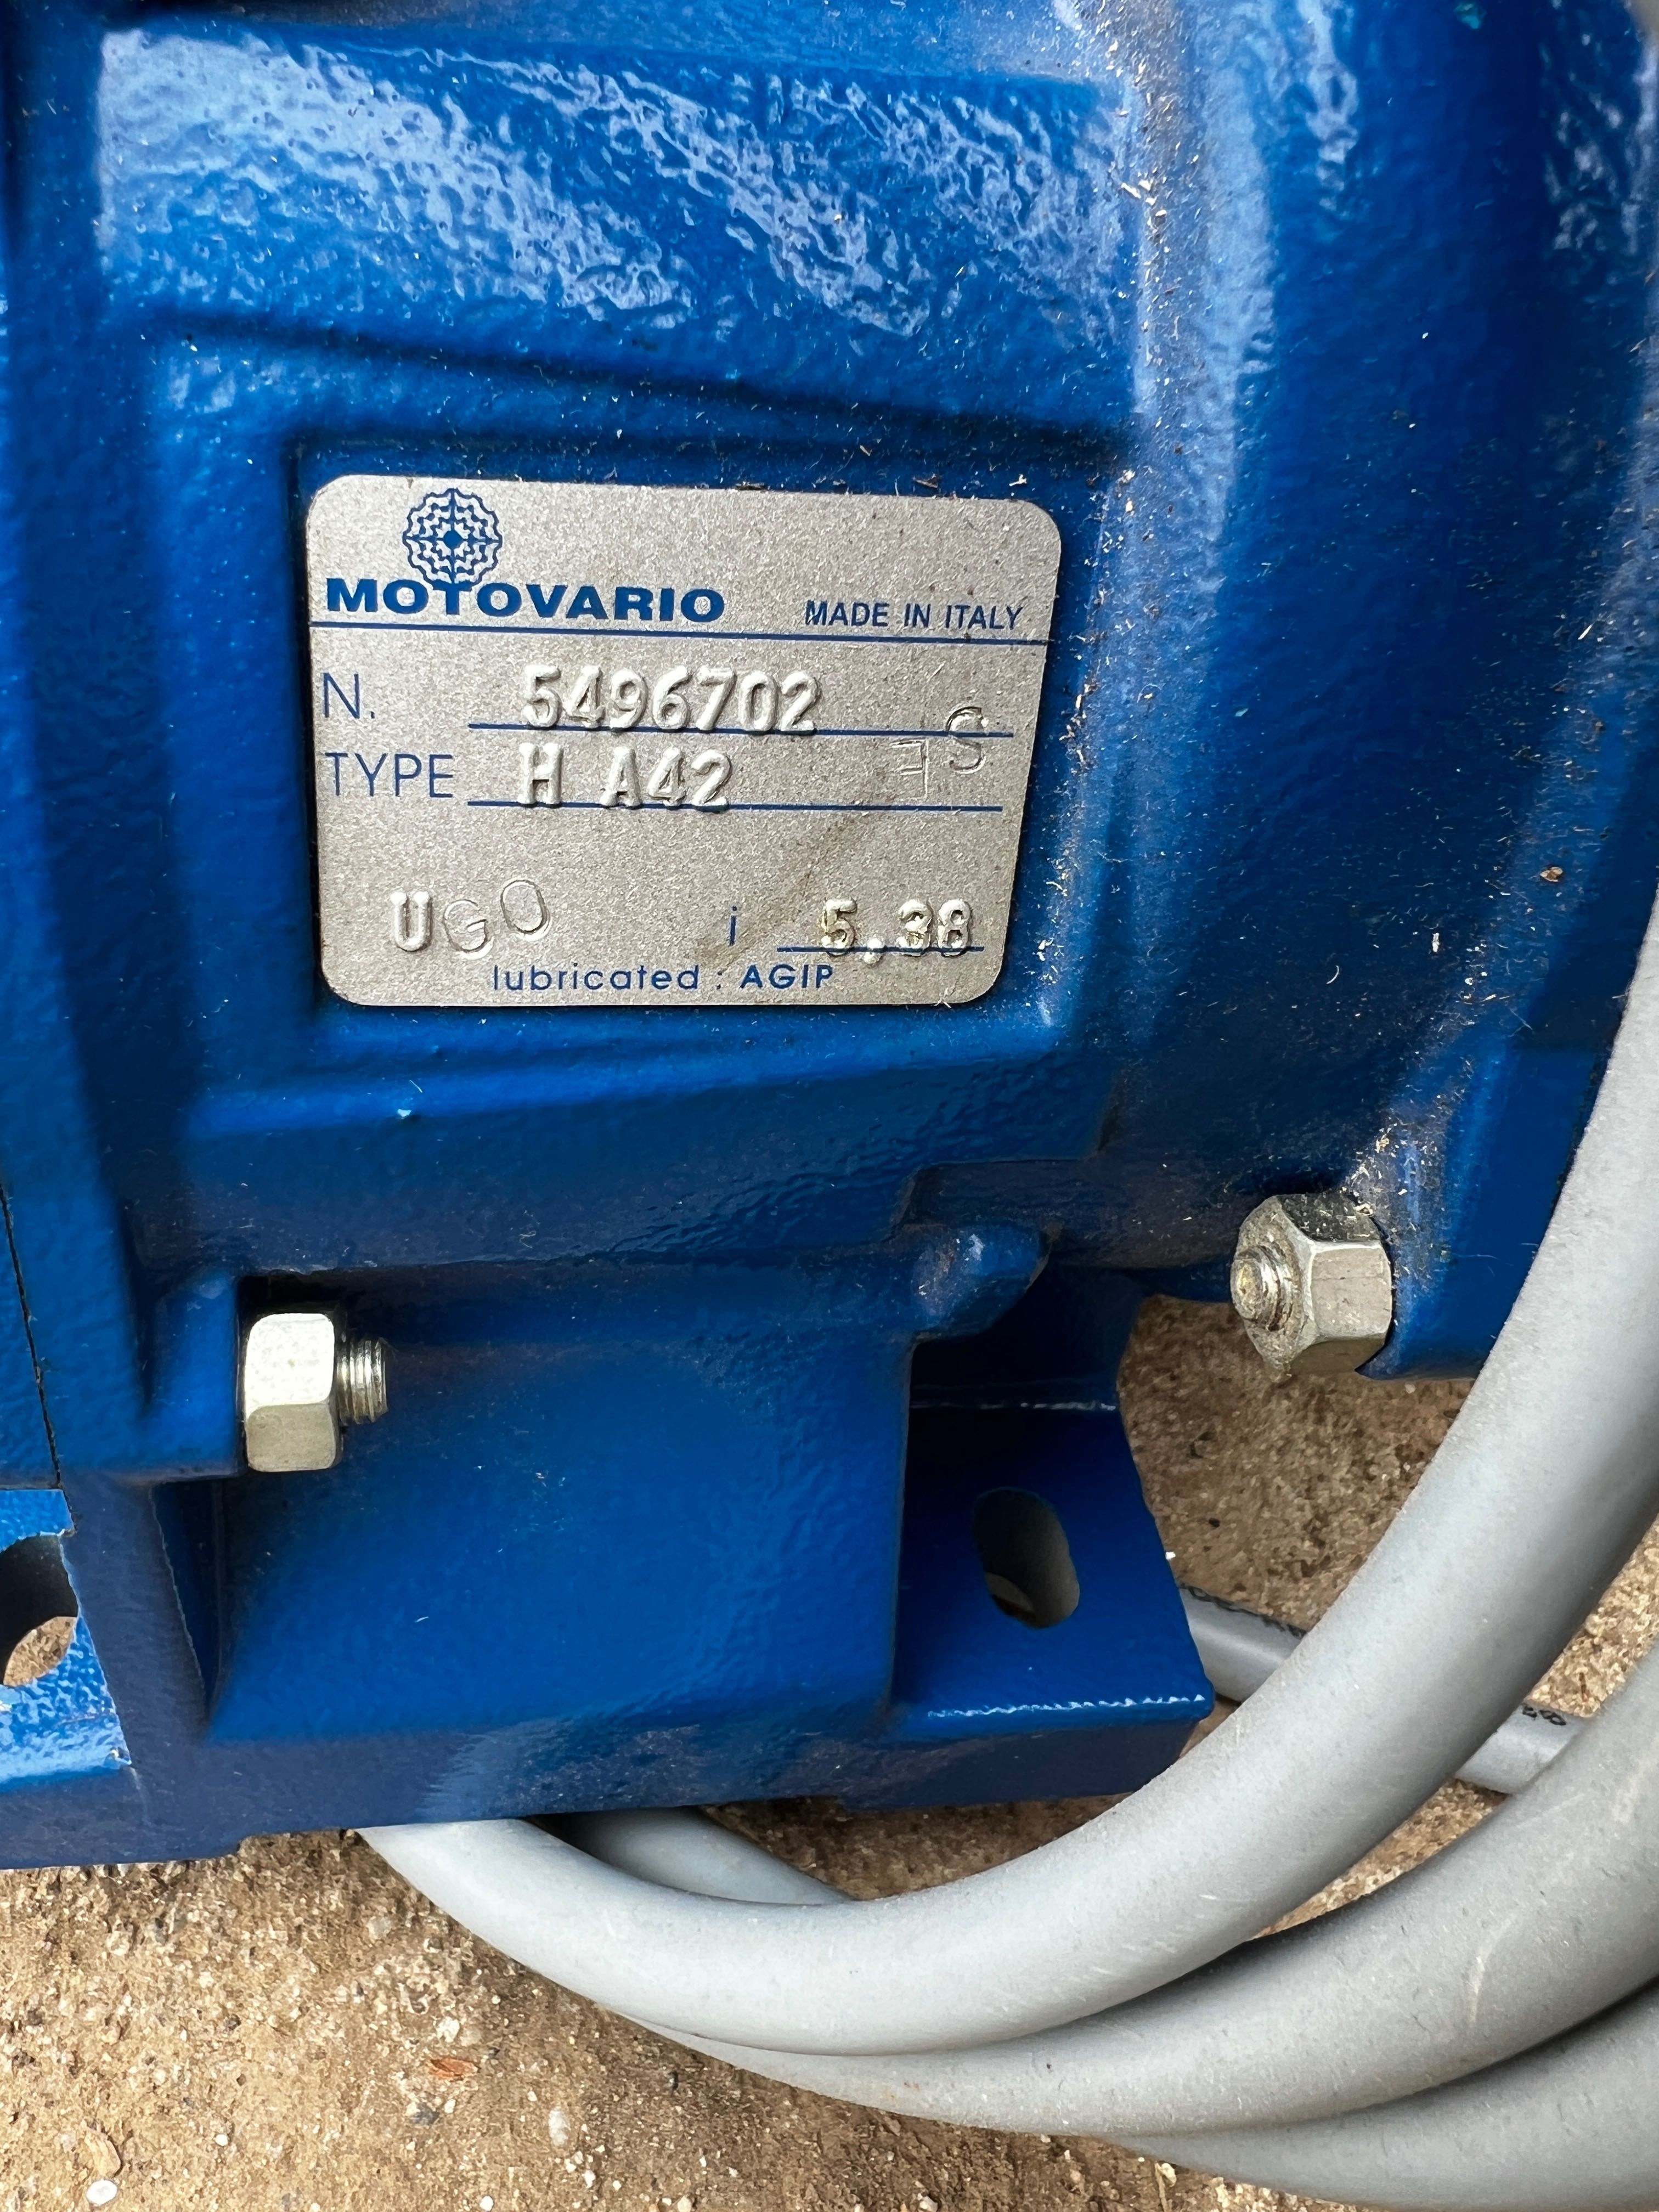 MOTOVARIO MADE IN ITALY
N. 5496702
TYPE H A42
UGO i 5.38
lubricated : AGIP